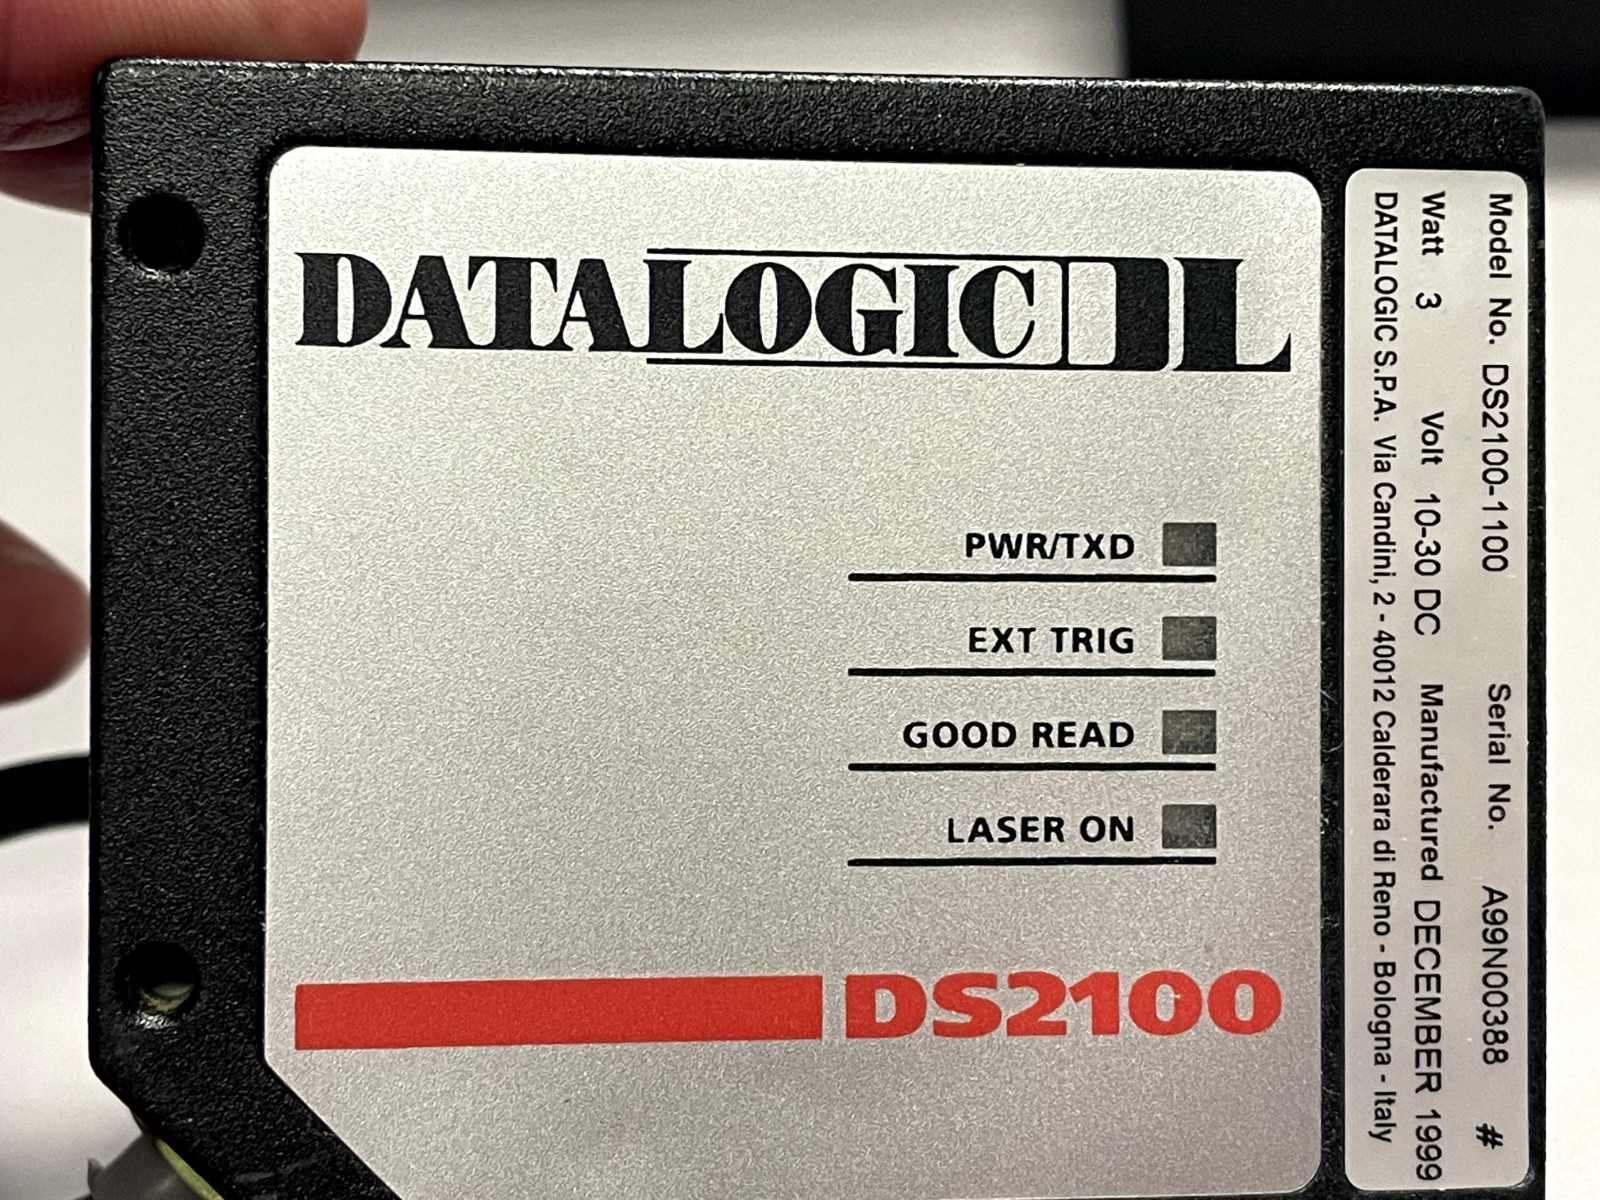 DATALOGIC DL
PWR/TXD
EXT TRIG
GOOD READ
LASER ON
DS2100
Model No. DS2100-1100 Serial No. A99N00388 #
Watt 3 Volt 10-30 DC Manufactured DECEMBER 1999
DATALOGIC S.P.A. Via Candini, 2 - 40012 Calderara di Reno - Bologna - Italy